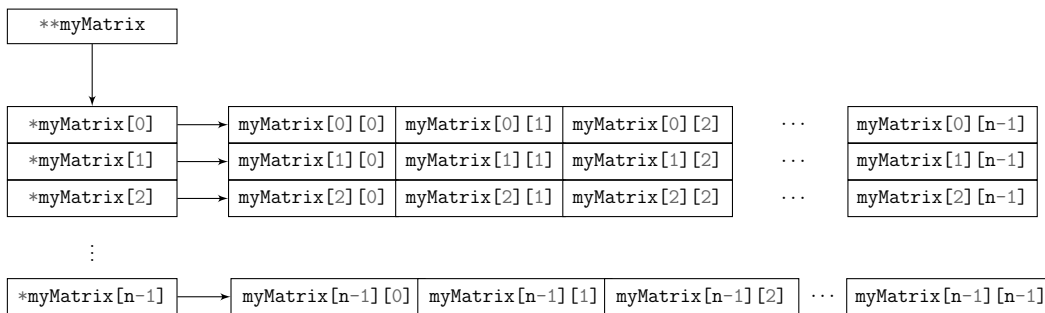 **myMatrix
*myMatrix[0] myMatrix[0][0] myMatrix[0][1] myMatrix[0][2] ··· myMatrix[0][n-1]
*myMatrix[1] myMatrix[1][0] myMatrix[1][1] myMatrix[1][2] ··· myMatrix[1][n-1]
*myMatrix[2] myMatrix[2][0] myMatrix[2][1] myMatrix[2][2] ··· myMatrix[2][n-1]
⋮
*myMatrix[n-1] myMatrix[n-1][0] myMatrix[n-1][1] myMatrix[n-1][2] ··· myMatrix[n-1][n-1]